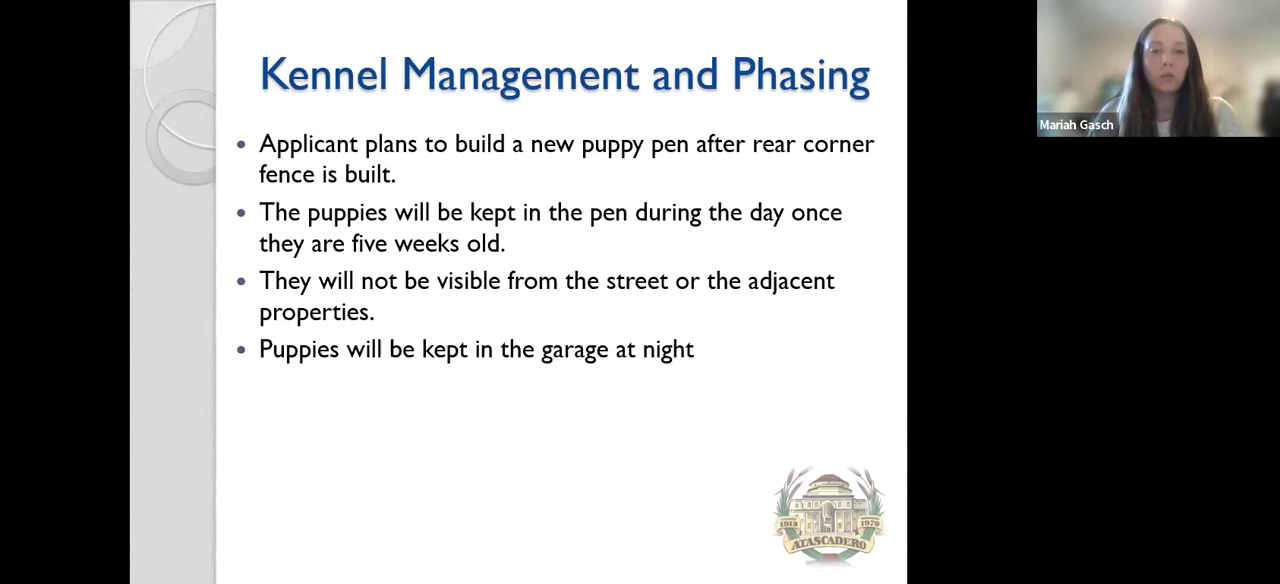 Kennel Management and Phasing
Mariah Gasch
• Applicant plans to build a new puppy pen after rear corner
fence is built.
• The puppies will be kept in the pen during the day once
they are five weeks old.
• They will not be visible from the street or the adjacent
properties.
• Puppies will be kept in the garage at night
1913
1979
ATASCADERO